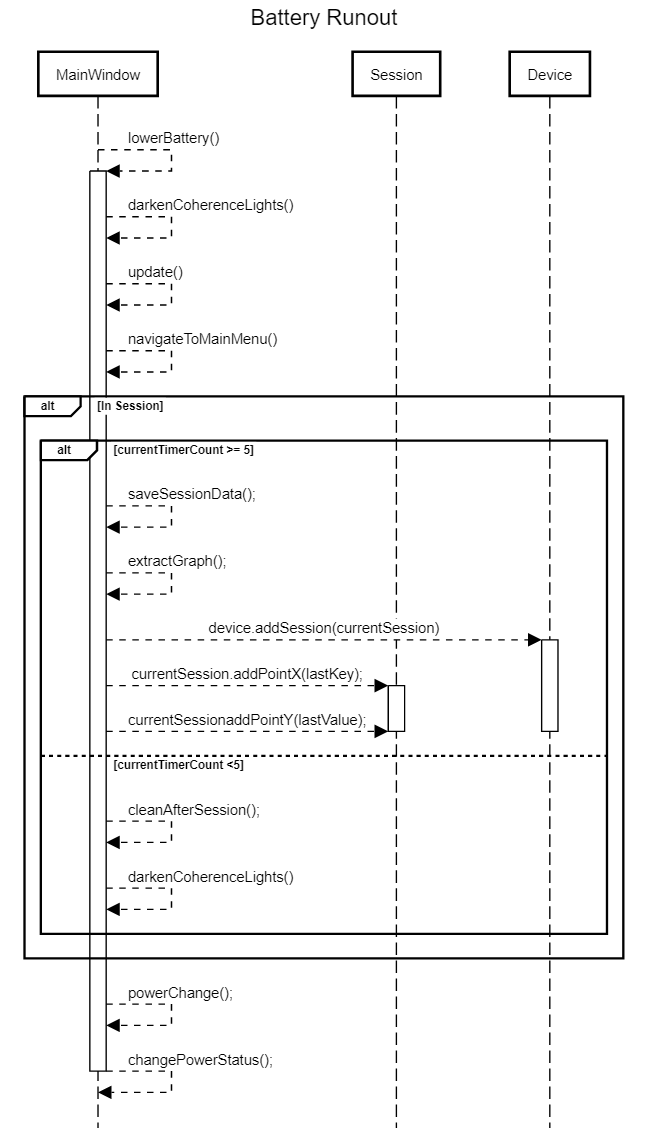 Battery Runout
MainWindow
Session
Device
lowerBattery()
darkenCoherenceLights()
update()
navigateToMainMenu()
alt
[In Session]
alt
[currentTimerCount >= 5]
saveSessionData();
extractGraph();
device.addSession(currentSession)
currentSession.addPointX(lastKey);
currentSessionaddPointY(lastValue);
[currentTimerCount <5]
cleanAfterSession();
darkenCoherenceLights()
powerChange();
changePowerStatus();